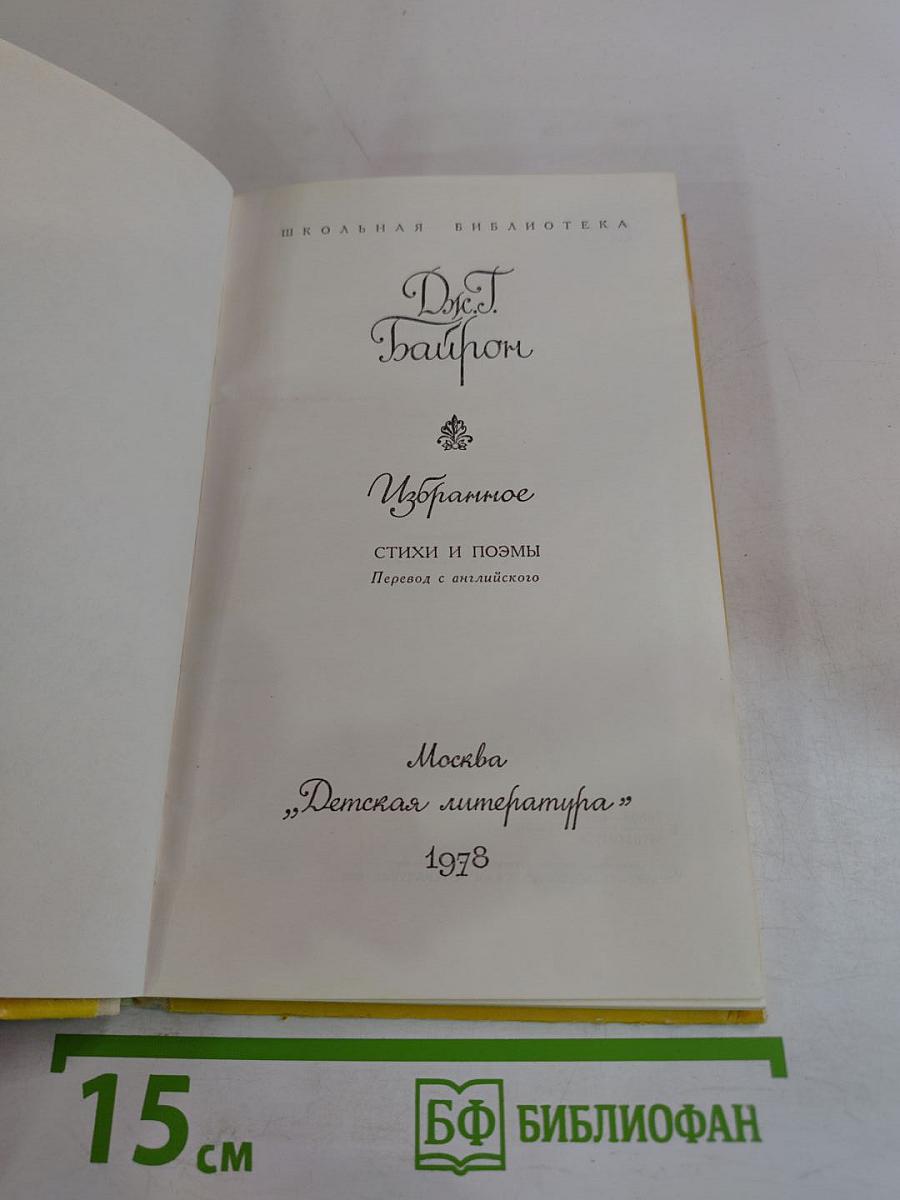 ШКОЛЬНАЯ БИБЛИОТЕКА
Дж.Г.
Байрон
Избранное
СТИХИ И ПОЭМЫ
Перевод с английского
Москва
„Детская литература”
1978
15 см
БФ БИБЛИОФАН